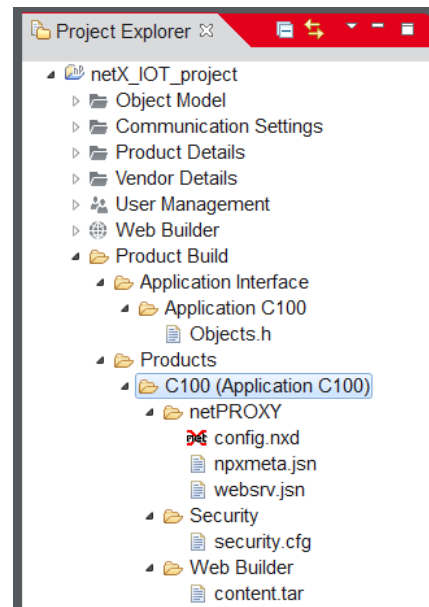 Project Explorer
netX_IOT_project
Object Model
Communication Settings
Product Details
Vendor Details
User Management
Web Builder
Product Build
Application Interface
Application C100
Objects.h
Products
C100 (Application C100)
netPROXY
config.nxd
npxmeta.jsn
websrv.jsn
Security
security.cfg
Web Builder
content.tar